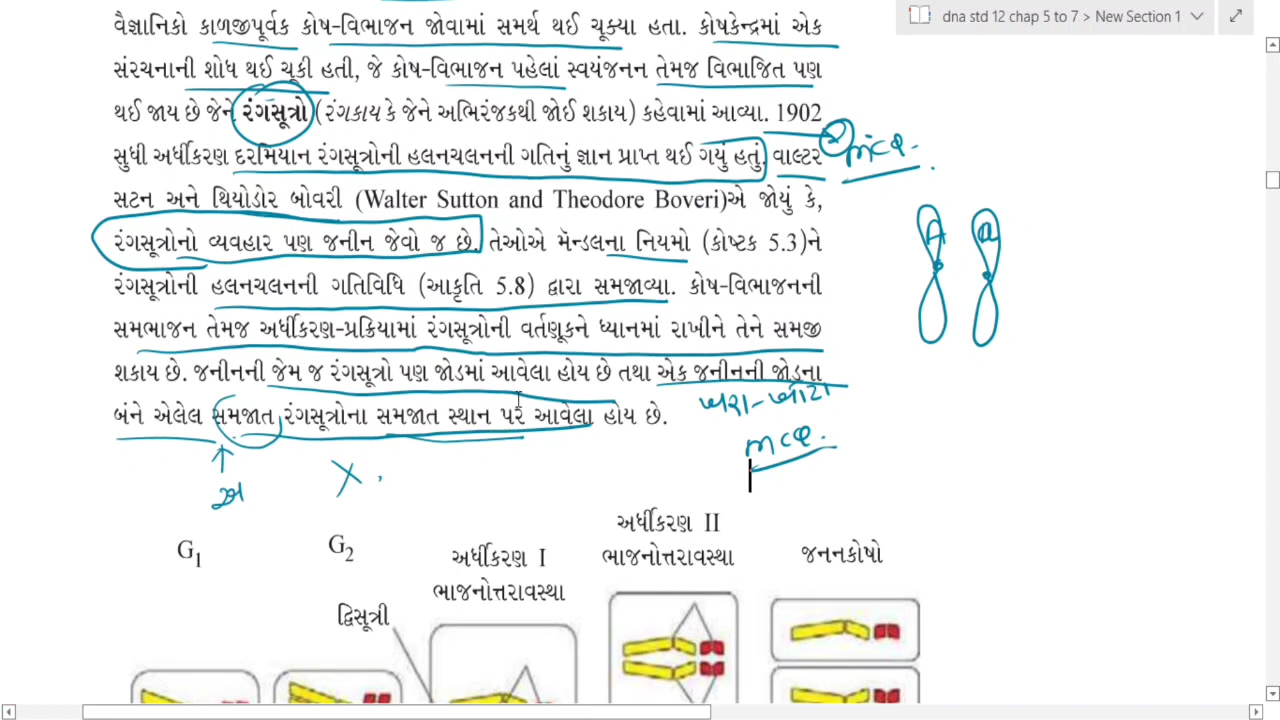 dna std 12 chap 5 to 7 > New Section 1
વૈજ્ઞાનિકો કાળજીપૂર્વક કોષ-વિભાજન જોવામાં સમર્થ થઈ ચૂક્યા હતા. કોષકેન્દ્રમાં એક
સંરચનાની શોધ થઈ ચૂકી હતી, જે કોષ-વિભાજન પહેલાં સ્વયંજનન તેમજ વિભાજિત પણ
થઈ જાય છે જેને રંગસૂત્રો (રંગકાય કે જેને અભિરંજકથી જોઈ શકાય) કહેવામાં આવ્યા. 1902
સુધી અર્ધીકરણ દરમિયાન રંગસૂત્રોની હલનચલનની ગતિનું જ્ઞાન પ્રાપ્ત થઈ ગયું હતું. વાલ્ટર
MCQ.
સટન અને થિયોડોર બોવરી (Walter Sutton and Theodore Boveri)એ જોયું કે,
રંગસૂત્રોનો વ્યવહાર પણ જનીન જેવો જ છે. તેઓએ મૅન્ડલના નિયમો (કોષ્ટક 5.3)ને
A a
રંગસૂત્રોની હલનચલનની ગતિવિધિ (આકૃતિ 5.8) દ્વારા સમજાવ્યા. કોષ-વિભાજનની
સમભાજન તેમજ અર્ધીકરણ-પ્રક્રિયામાં રંગસૂત્રોની વર્તણૂકને ધ્યાનમાં રાખીને તેને સમજી
શકાય છે. જનીનની જેમ જ રંગસૂત્રો પણ જોડમાં આવેલા હોય છે તથા એક જનીનની જોડના
બંને એલેલ સમજાત રંગસૂત્રોના સમજાત સ્થાન પર આવેલા હોય છે.
ખરા-ખોટા
MCQ.
અ
X
અર્ધીકરણ II
G1 G2 અર્ધીકરણ I ભાજનોત્તરાવસ્થા જનનકોષો
ભાજનોત્તરાવસ્થા
દ્વિસૂત્રી